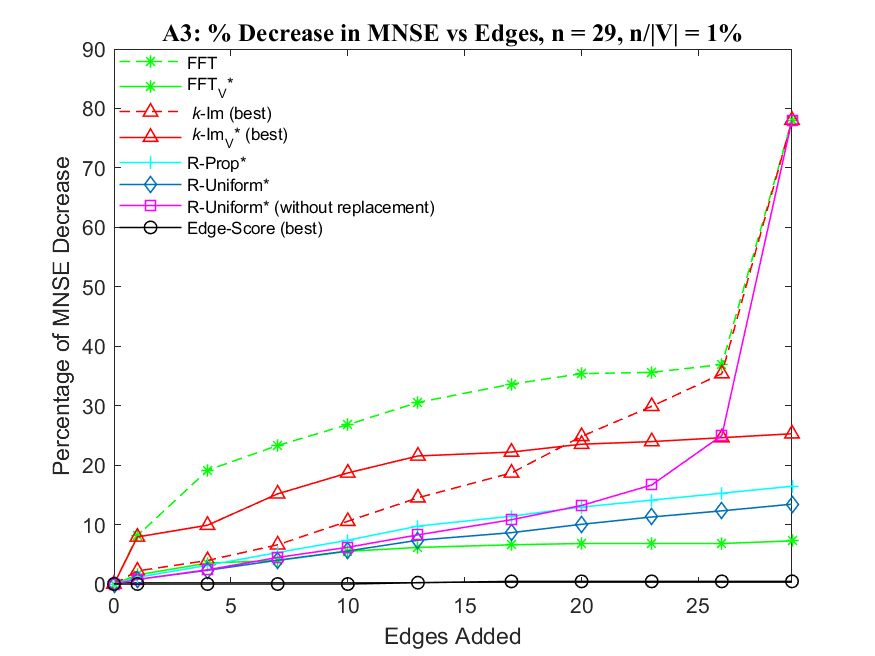 A3: % Decrease in MNSE vs Edges, n = 29, n/|V| = 1%
FFT
FFT_V*
k-Im (best)
k-Im_V* (best)
R-Prop*
R-Uniform*
R-Uniform* (without replacement)
Edge-Score (best)
Percentage of MNSE Decrease
90
80
70
60
50
40
30
20
10
0
0 5 10 15 20 25
Edges Added